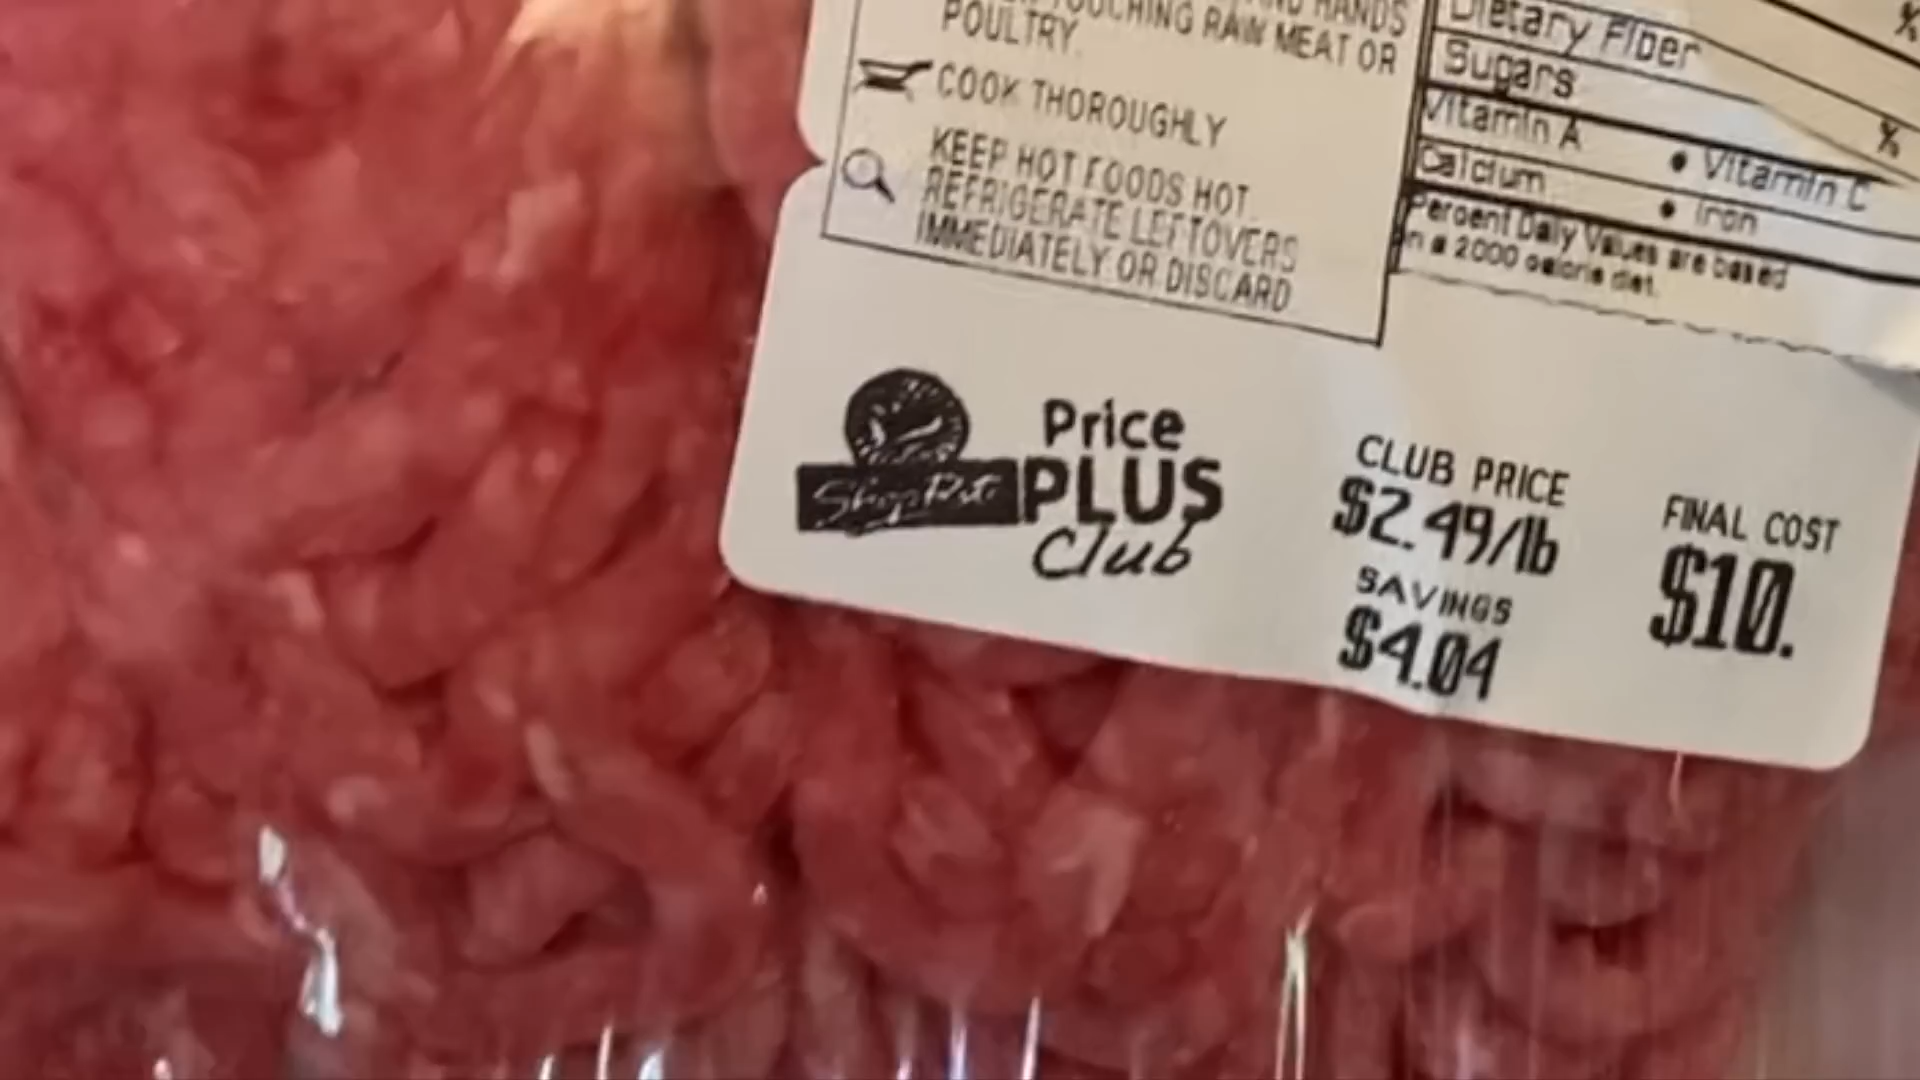 HANDS
TOUCHING RAW MEAT OR
POULTRY.
COOK THOROUGHLY
KEEP HOT FOODS HOT.
REFRIGERATE LEFTOVERS
IMMEDIATELY OR DISCARD
Dietary Fiber
%
Sugars
%
Vitamin A • Vitamin C
Calcium • Iron
Percent Daily Values are based
n a 2000 calorie diet.
ShopRite
Price
PLUS
Club
CLUB PRICE
$2.49/lb
SAVINGS
$4.04
FINAL COST
$10.